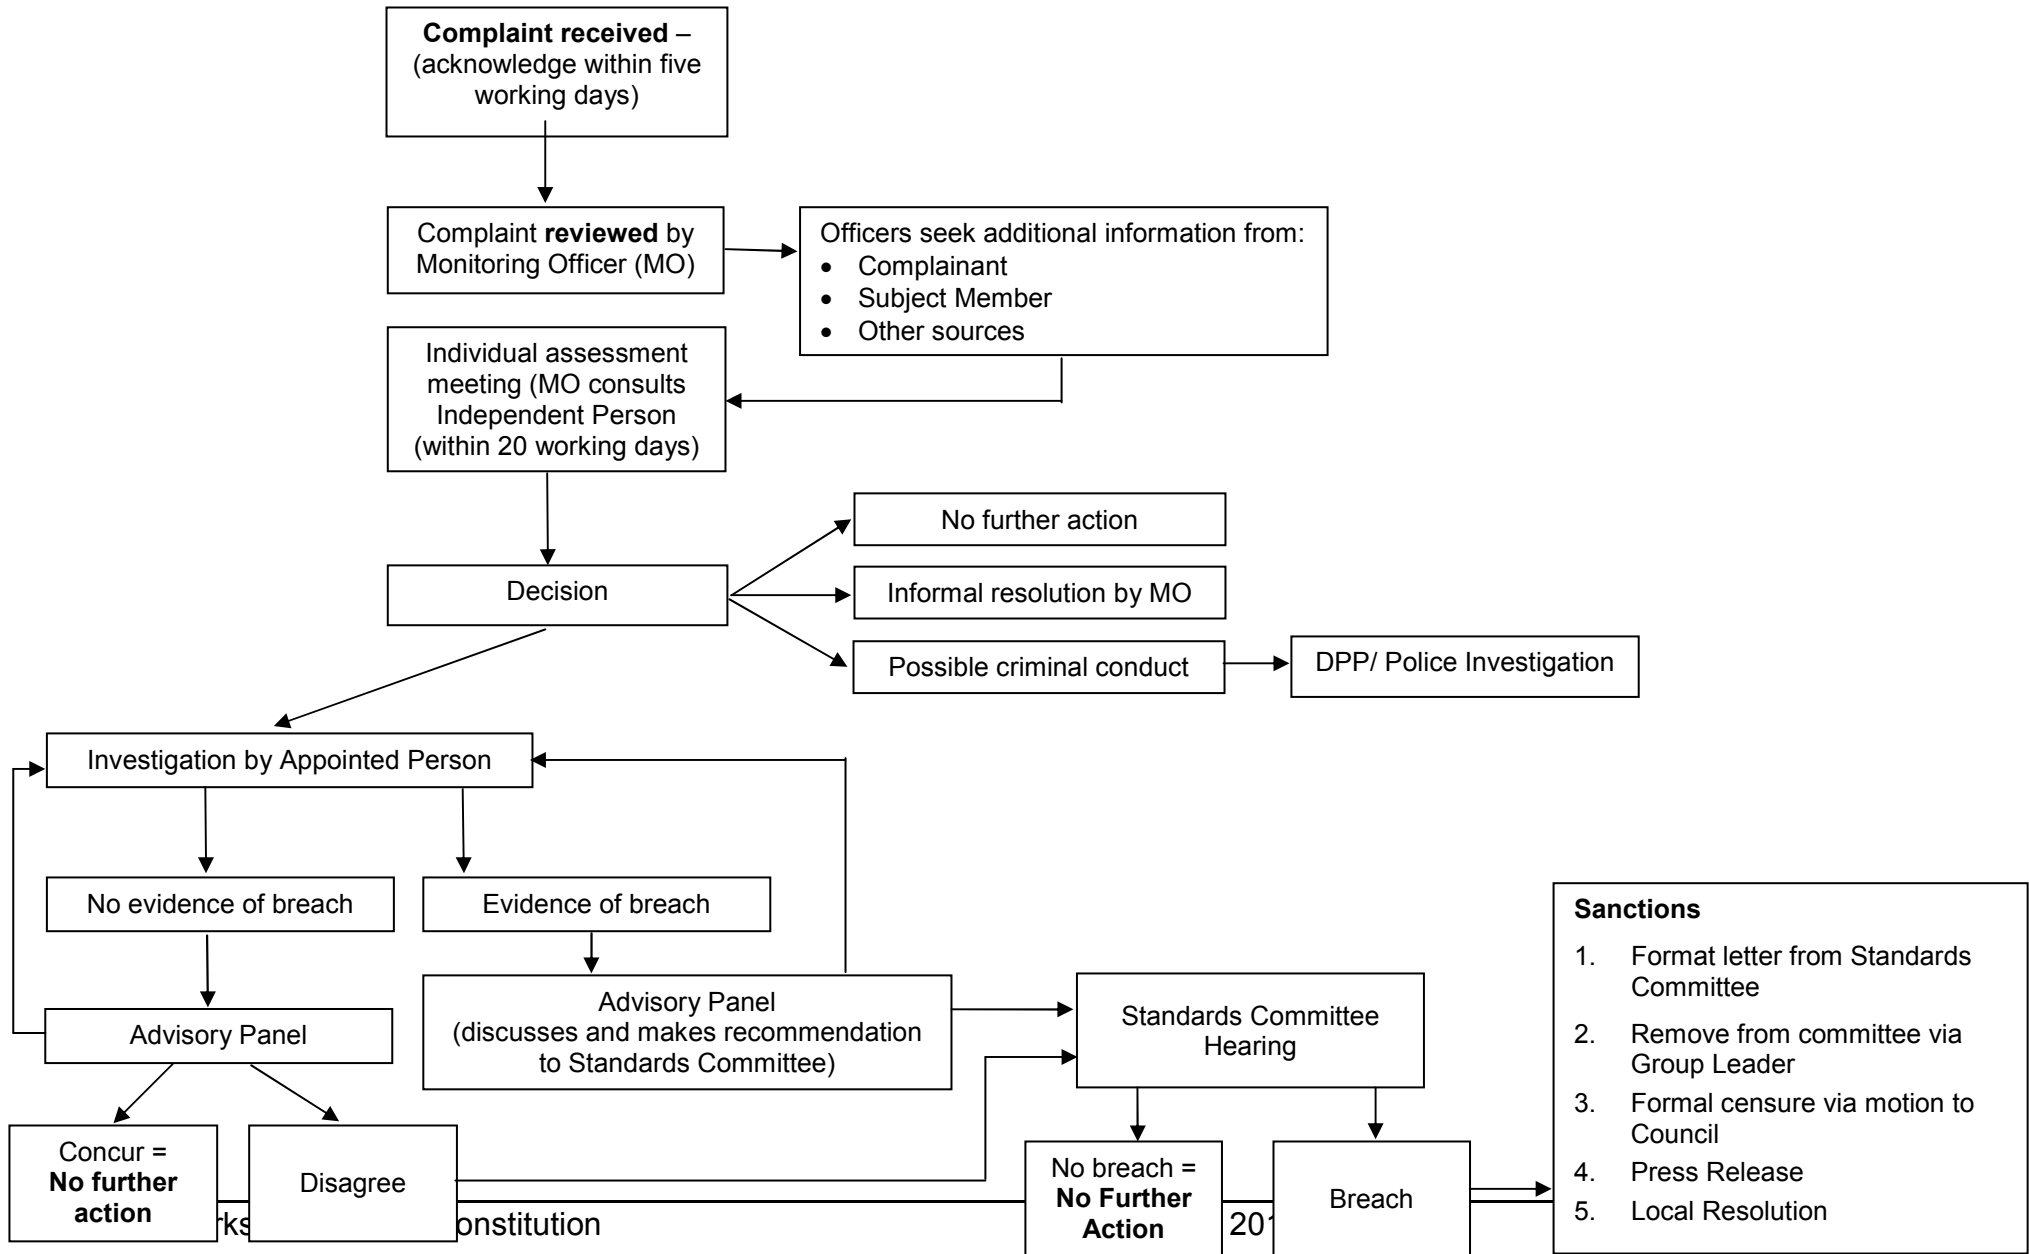 Complaint received –
(acknowledge within five
working days)
Complaint reviewed by
Monitoring Officer (MO)
Officers seek additional information from:
• Complainant
• Subject Member
• Other sources
Individual assessment
meeting (MO consults
Independent Person
(within 20 working days)
No further action
Decision
Informal resolution by MO
Possible criminal conduct
DPP/ Police Investigation
Investigation by Appointed Person
No evidence of breach
Evidence of breach
Advisory Panel
Advisory Panel
(discusses and makes recommendation
to Standards Committee)
Standards Committee
Hearing
Concur =
No further
action
Disagree
No breach =
No Further
Action
Breach
Sanctions
1. Format letter from Standards
Committee
2. Remove from committee via
Group Leader
3. Formal censure via motion to
Council
4. Press Release
5. Local Resolution